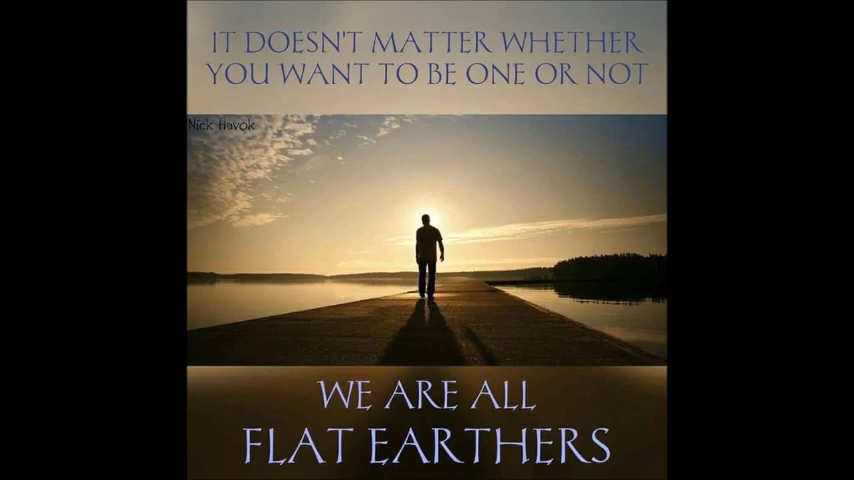 IT DOESN'T MATTER WHETHER
YOU WANT TO BE ONE OR NOT
Nick Havok
WE ARE ALL
FLAT EARTHERS